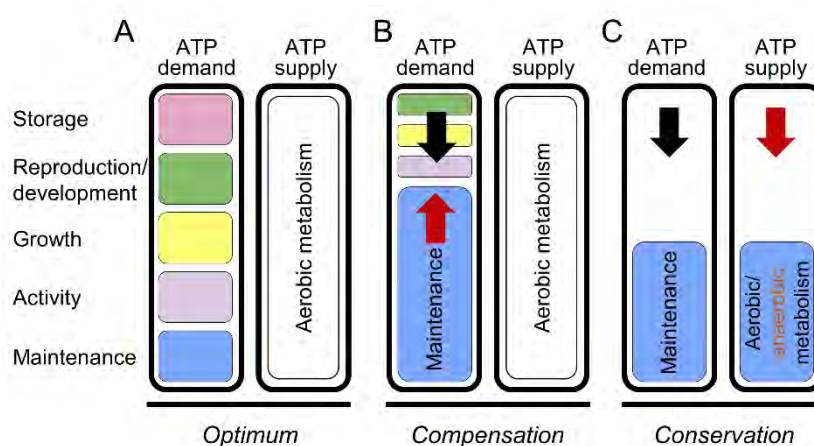 A
ATP
demand
ATP
supply
B
ATP
demand
ATP
supply
C
ATP
demand
ATP
supply
Storage
Reproduction/
development
Growth
Activity
Maintenance
Aerobic metabolism
Maintenance
Aerobic metabolism
Maintenance
Aerobic/
anaerobic
metabolism
Optimum
Compensation
Conservation